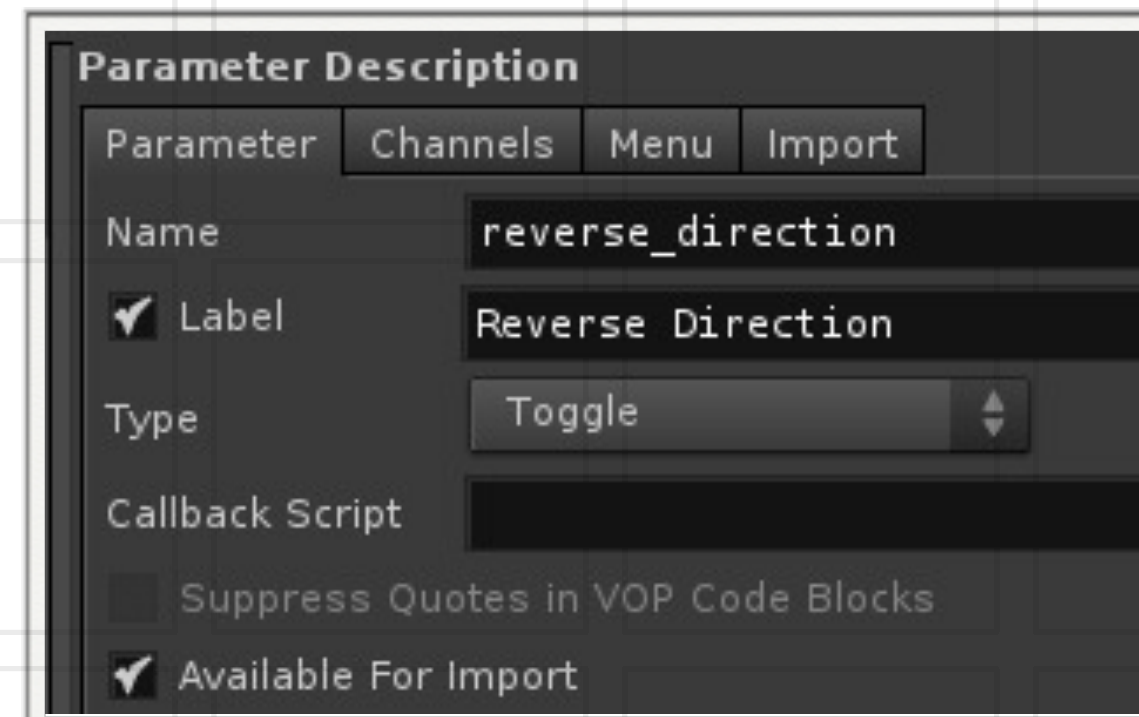 Parameter Description
Parameter Channels Menu Import
Name reverse_direction
Label Reverse Direction
Type Toggle
Callback Script
Suppress Quotes in VOP Code Blocks
Available For Import